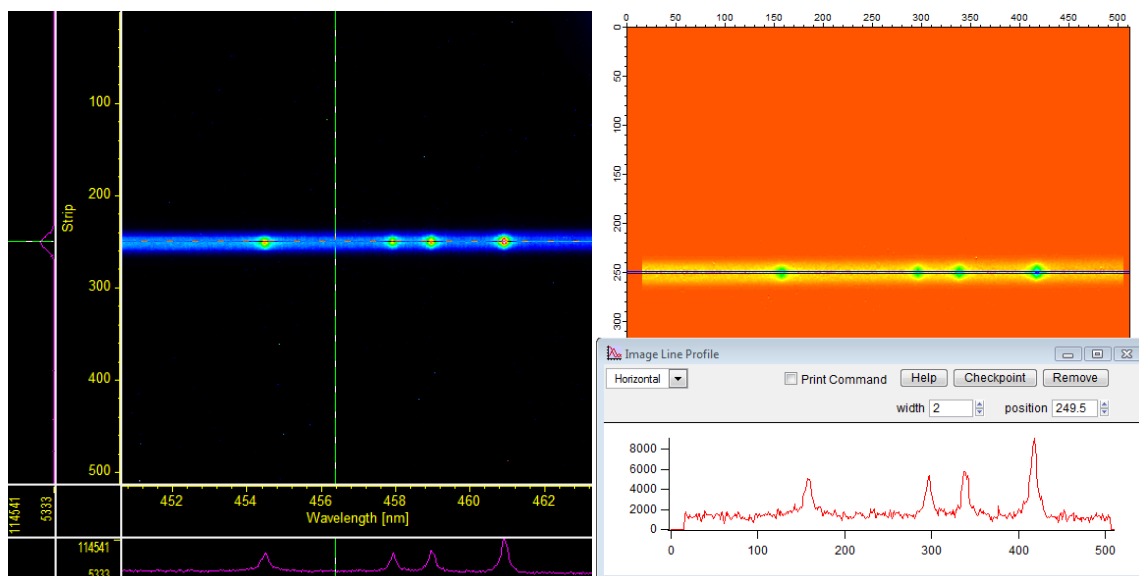 100
200
300
400
500
Strip
114541
5333
452
454
456
458
460
462
Wavelength [nm]
114541
5333
0 50 100 150 200 250 300 350 400 450 500
0
50
100
150
200
250
300
Image Line Profile
Horizontal
Print Command
Help
Checkpoint
Remove
width 2
position 249.5
8000
6000
4000
2000
0
0 100 200 300 400 500